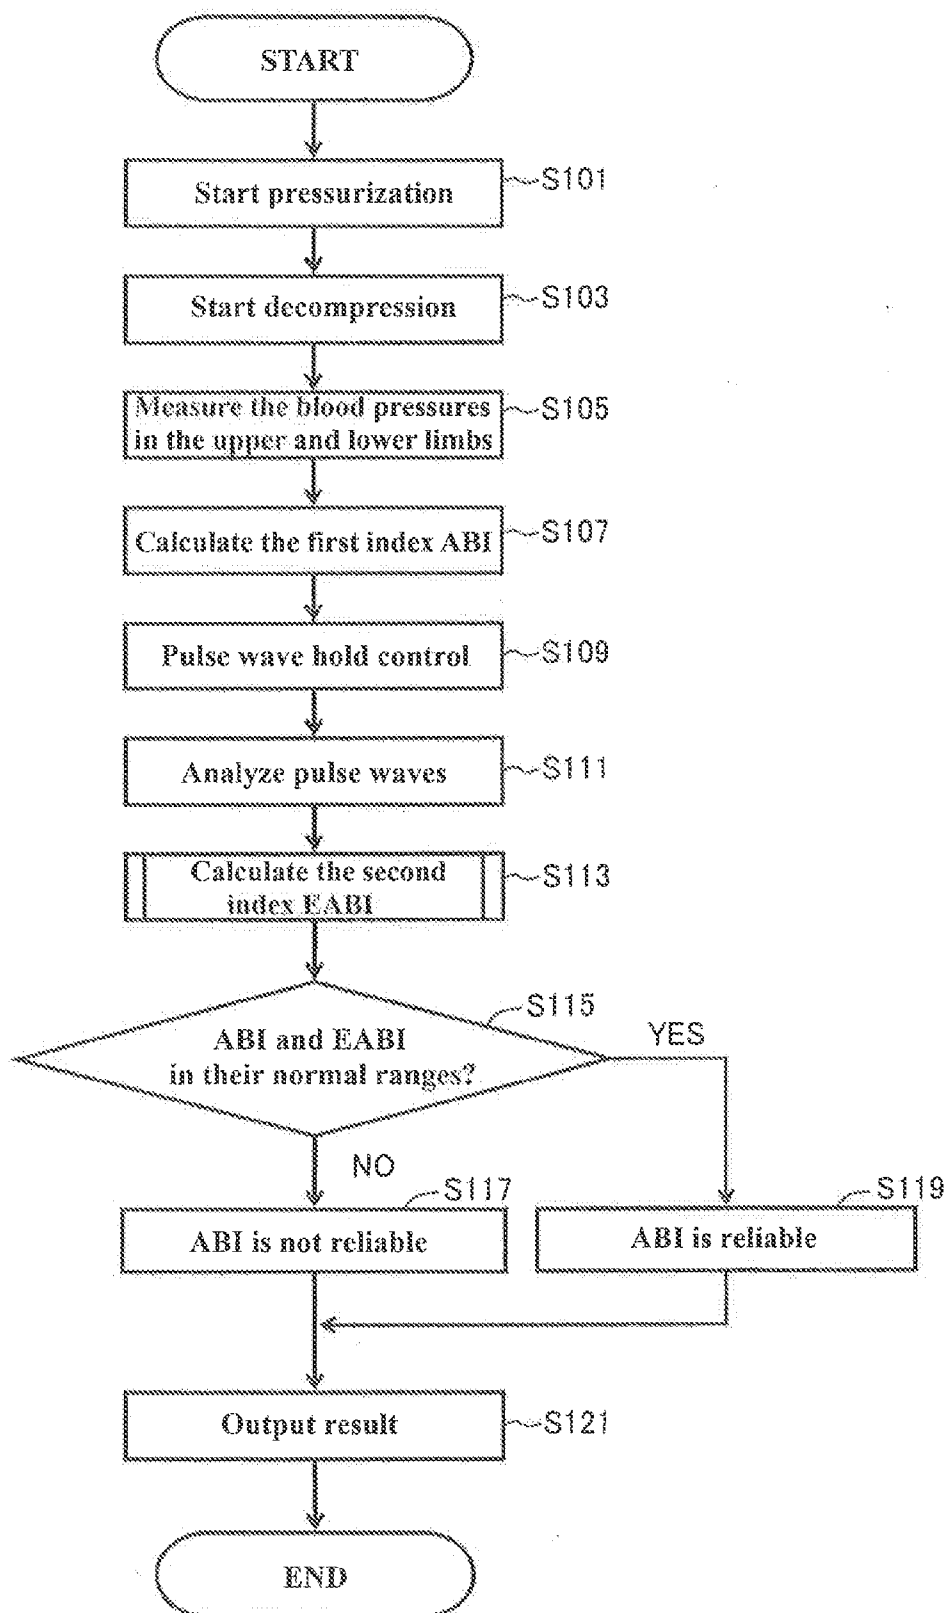 START
Start pressurization
S101
Start decompression
S103
Measure the blood pressures
in the upper and lower limbs
S105
Calculate the first index ABI
S107
Pulse wave hold control
S109
Analyze pulse waves
S111
Calculate the second
index EABI
S113
ABI and EABI
in their normal ranges?
S115
YES
NO
ABI is not reliable
S117
ABI is reliable
S119
Output result
S121
END